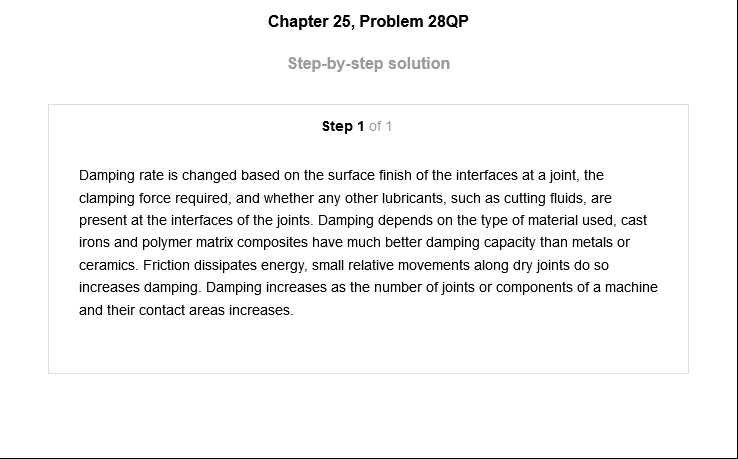 Chapter 25, Problem 28QP
Step-by-step solution
Step 1 of 1
Damping rate is changed based on the surface finish of the interfaces at a joint, the
clamping force required, and whether any other lubricants, such as cutting fluids, are
present at the interfaces of the joints. Damping depends on the type of material used, cast
irons and polymer matrix composites have much better damping capacity than metals or
ceramics. Friction dissipates energy, small relative movements along dry joints do so
increases damping. Damping increases as the number of joints or components of a machine
and their contact areas increases.